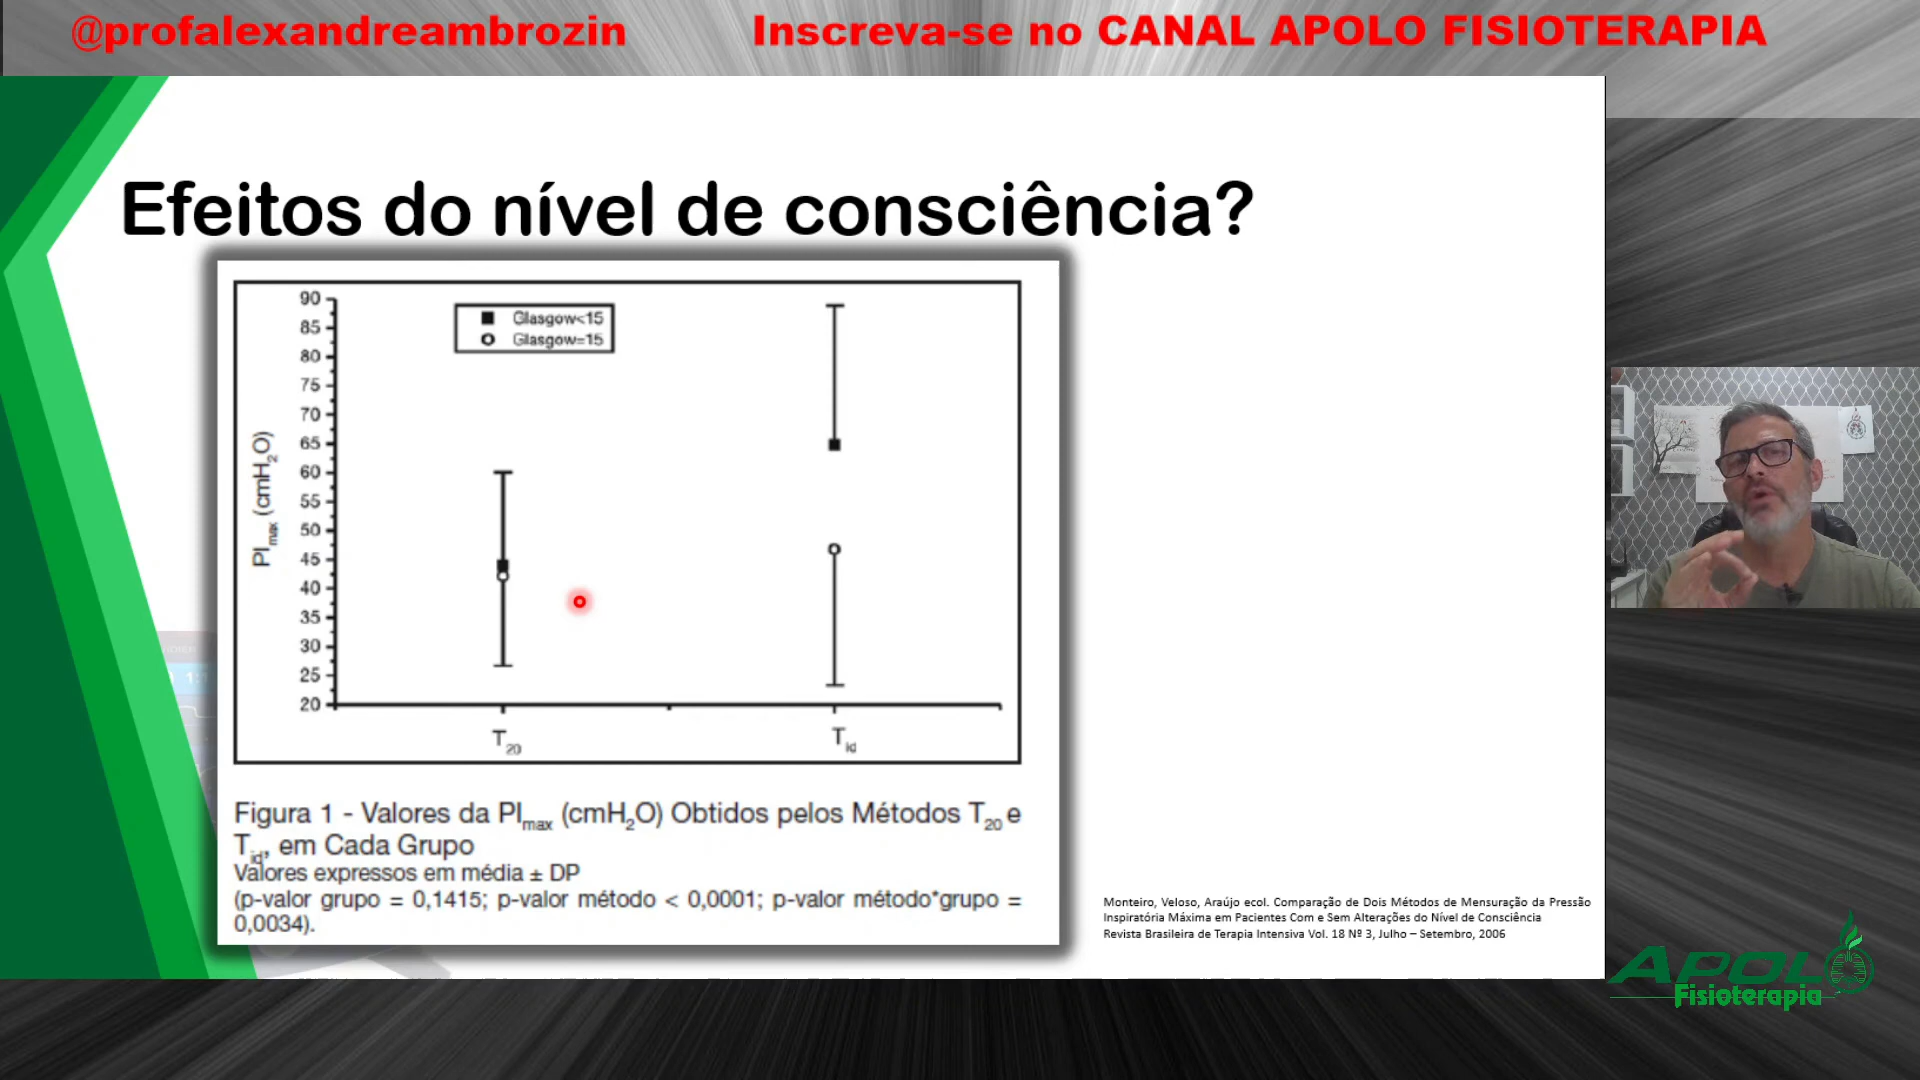 @profalexandreambrozin Inscreva-se no CANAL APOLO FISIOTERAPIA
Efeitos do nível de consciência?
Glasgow<15
Glasgow=15
90
85
80
75
70
65
60
55
50
45
40
35
30
25
20
PImax (cmH2O)
T20
Tid
Figura 1 - Valores da PImax (cmH2O) Obtidos pelos Métodos T20 e
Tid, em Cada Grupo
Valores expressos em média ± DP
(p-valor grupo = 0,1415; p-valor método < 0,0001; p-valor método*grupo =
0,0034).
Monteiro, Veloso, Araújo ecol. Comparação de Dois Métodos de Mensuração da Pressão
Inspiratória Máxima em Pacientes Com e Sem Alterações do Nível de Consciência
Revista Brasileira de Terapia Intensiva Vol. 18 Nº 3, Julho – Setembro, 2006
APOLO
Fisioterapia